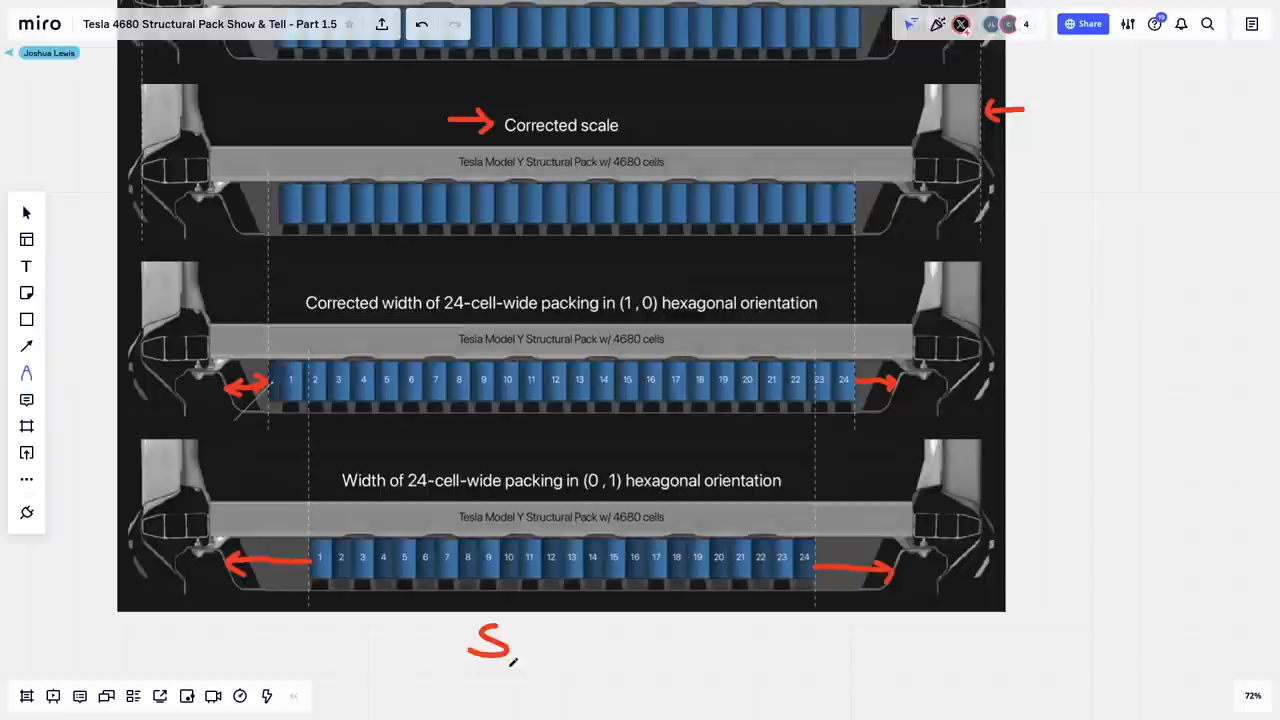 miro
Tesla 4680 Structural Pack Show & Tell - Part 1.5
4
Share
Joshua Lewis
Corrected scale
Tesla Model Y Structural Pack w/ 4680 cells
Corrected width of 24-cell-wide packing in (1 , 0) hexagonal orientation
Tesla Model Y Structural Pack w/ 4680 cells
1 2 3 4 5 6 7 8 9 10 11 12 13 14 15 16 17 18 19 20 21 22 23 24
Width of 24-cell-wide packing in (0 , 1) hexagonal orientation
Tesla Model Y Structural Pack w/ 4680 cells
1 2 3 4 5 6 7 8 9 10 11 12 13 14 15 16 17 18 19 20 21 22 23 24
S
72%